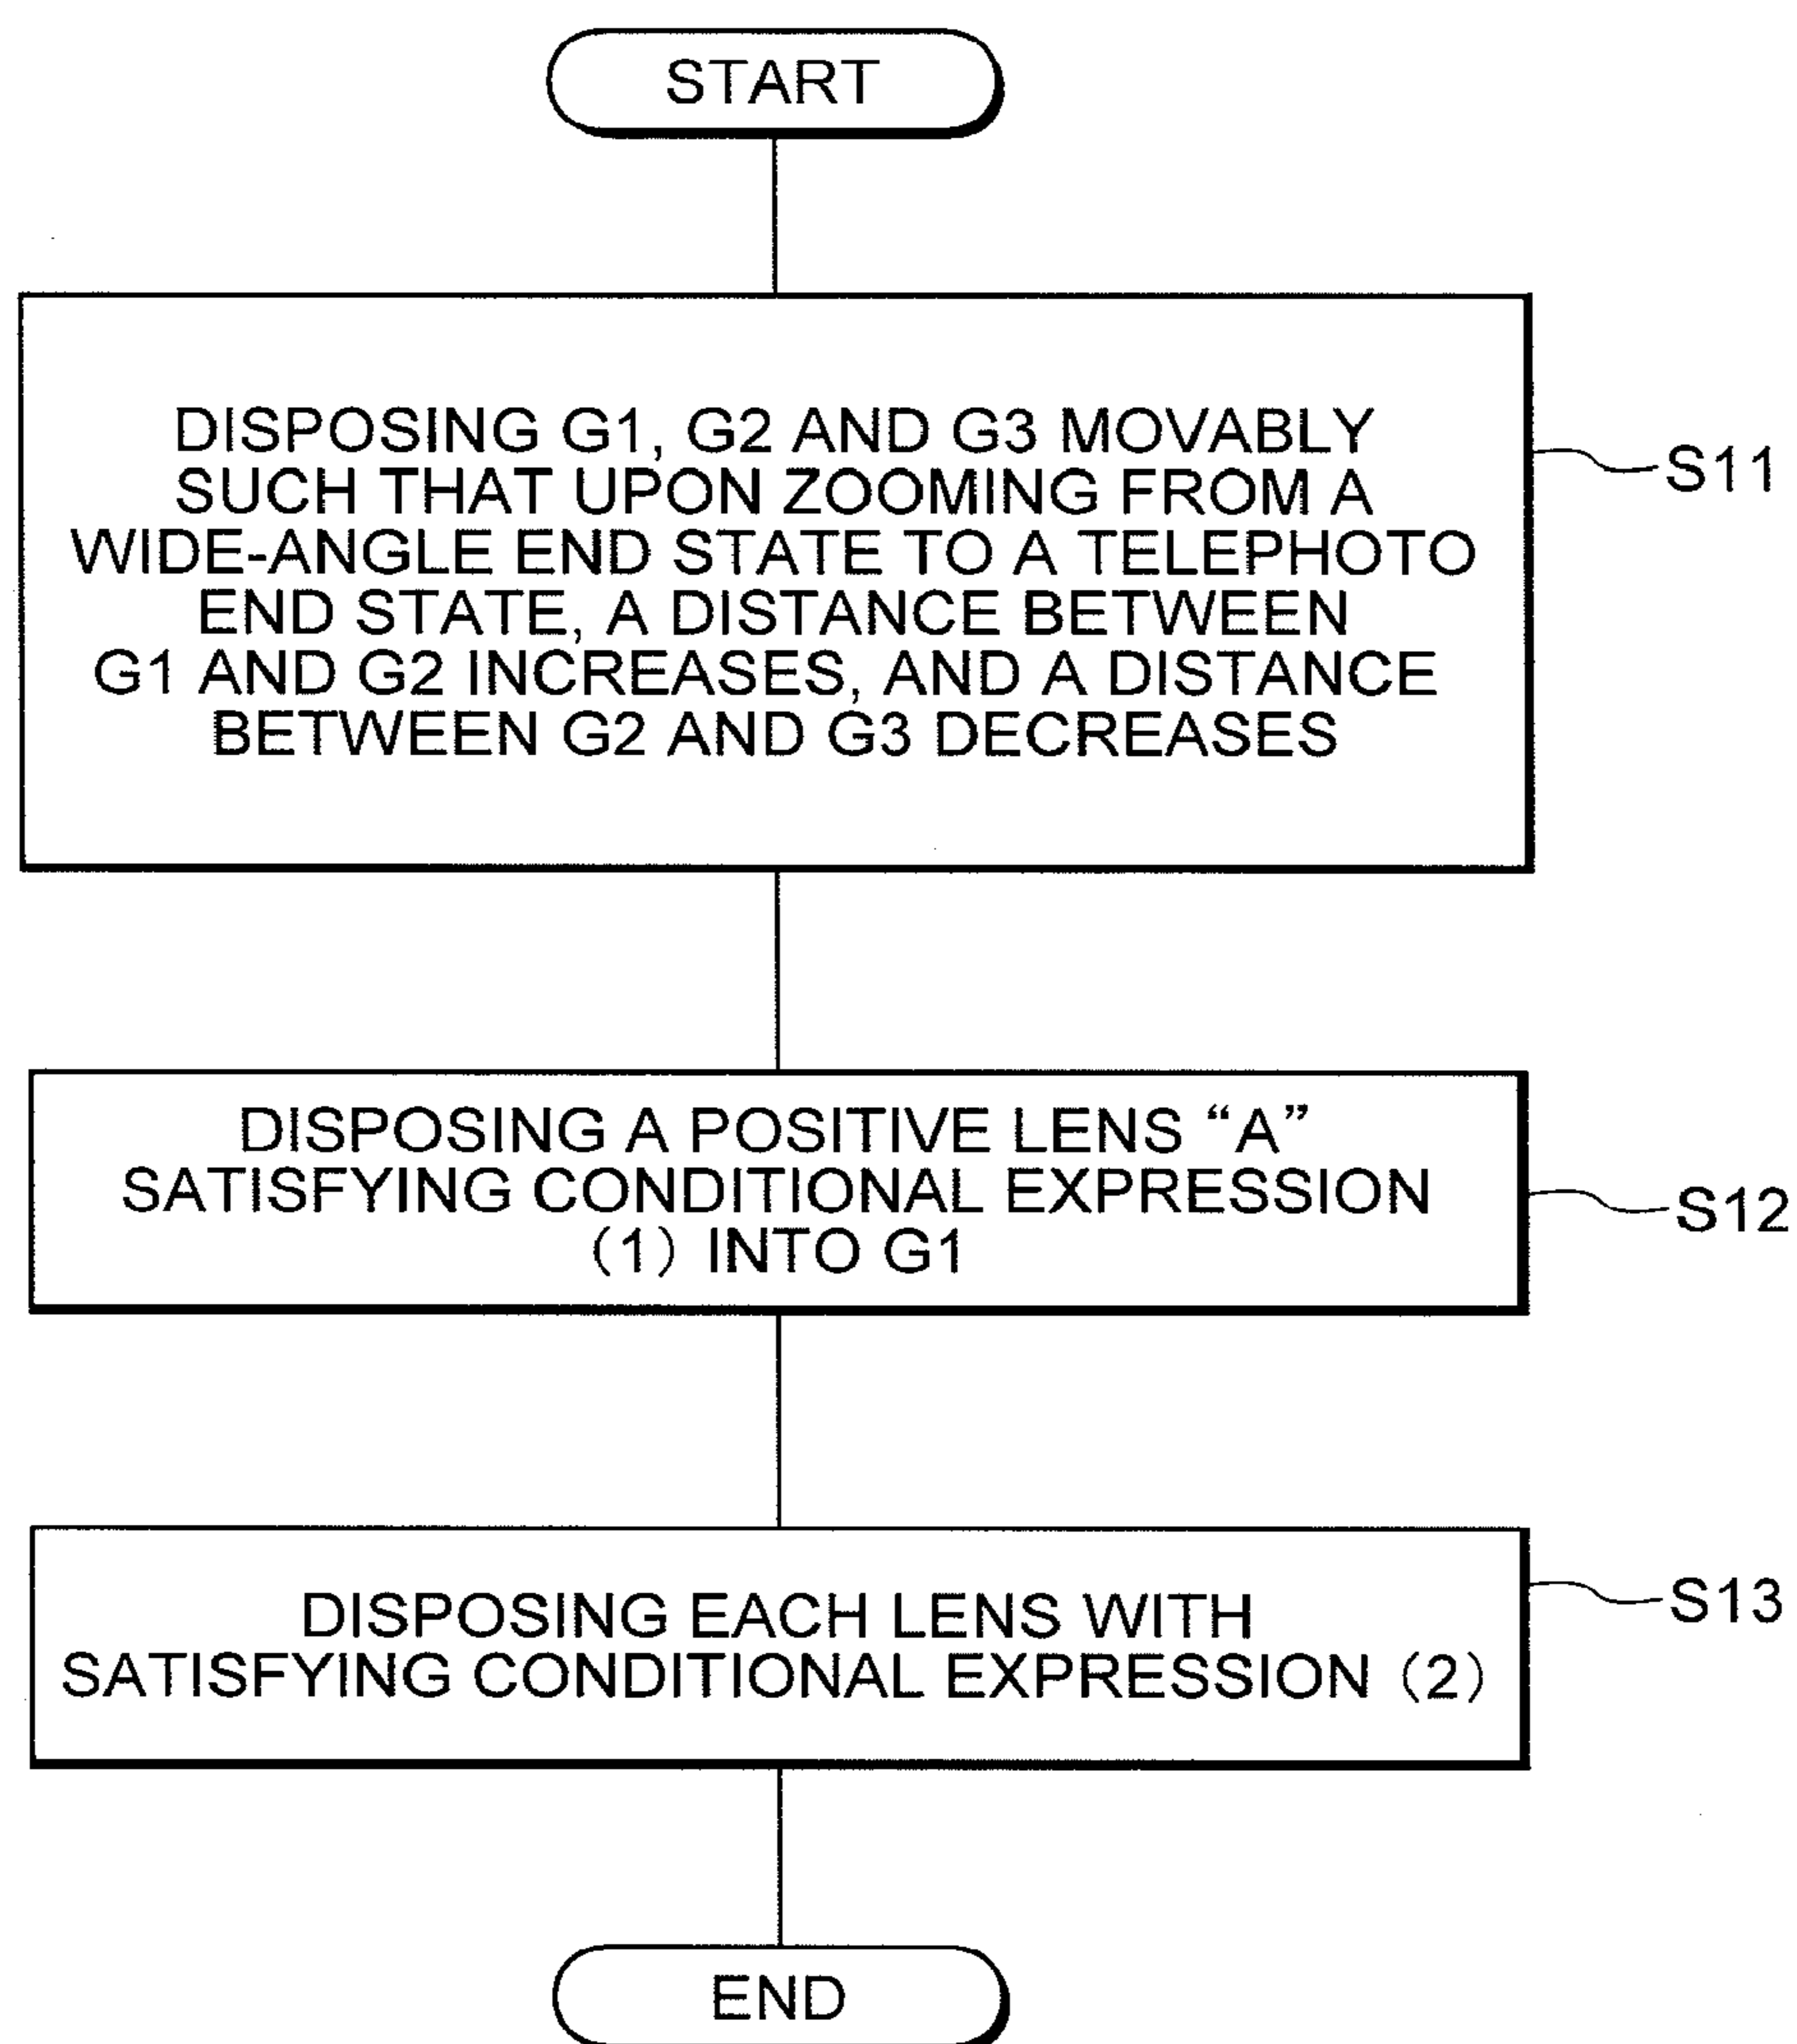 START
DISPOSING G1, G2 AND G3 MOVABLY
SUCH THAT UPON ZOOMING FROM A
WIDE-ANGLE END STATE TO A TELEPHOTO
END STATE, A DISTANCE BETWEEN
G1 AND G2 INCREASES, AND A DISTANCE
BETWEEN G2 AND G3 DECREASES
S11
DISPOSING A POSITIVE LENS “A”
SATISFYING CONDITIONAL EXPRESSION
(1) INTO G1
S12
DISPOSING EACH LENS WITH
SATISFYING CONDITIONAL EXPRESSION (2)
S13
END